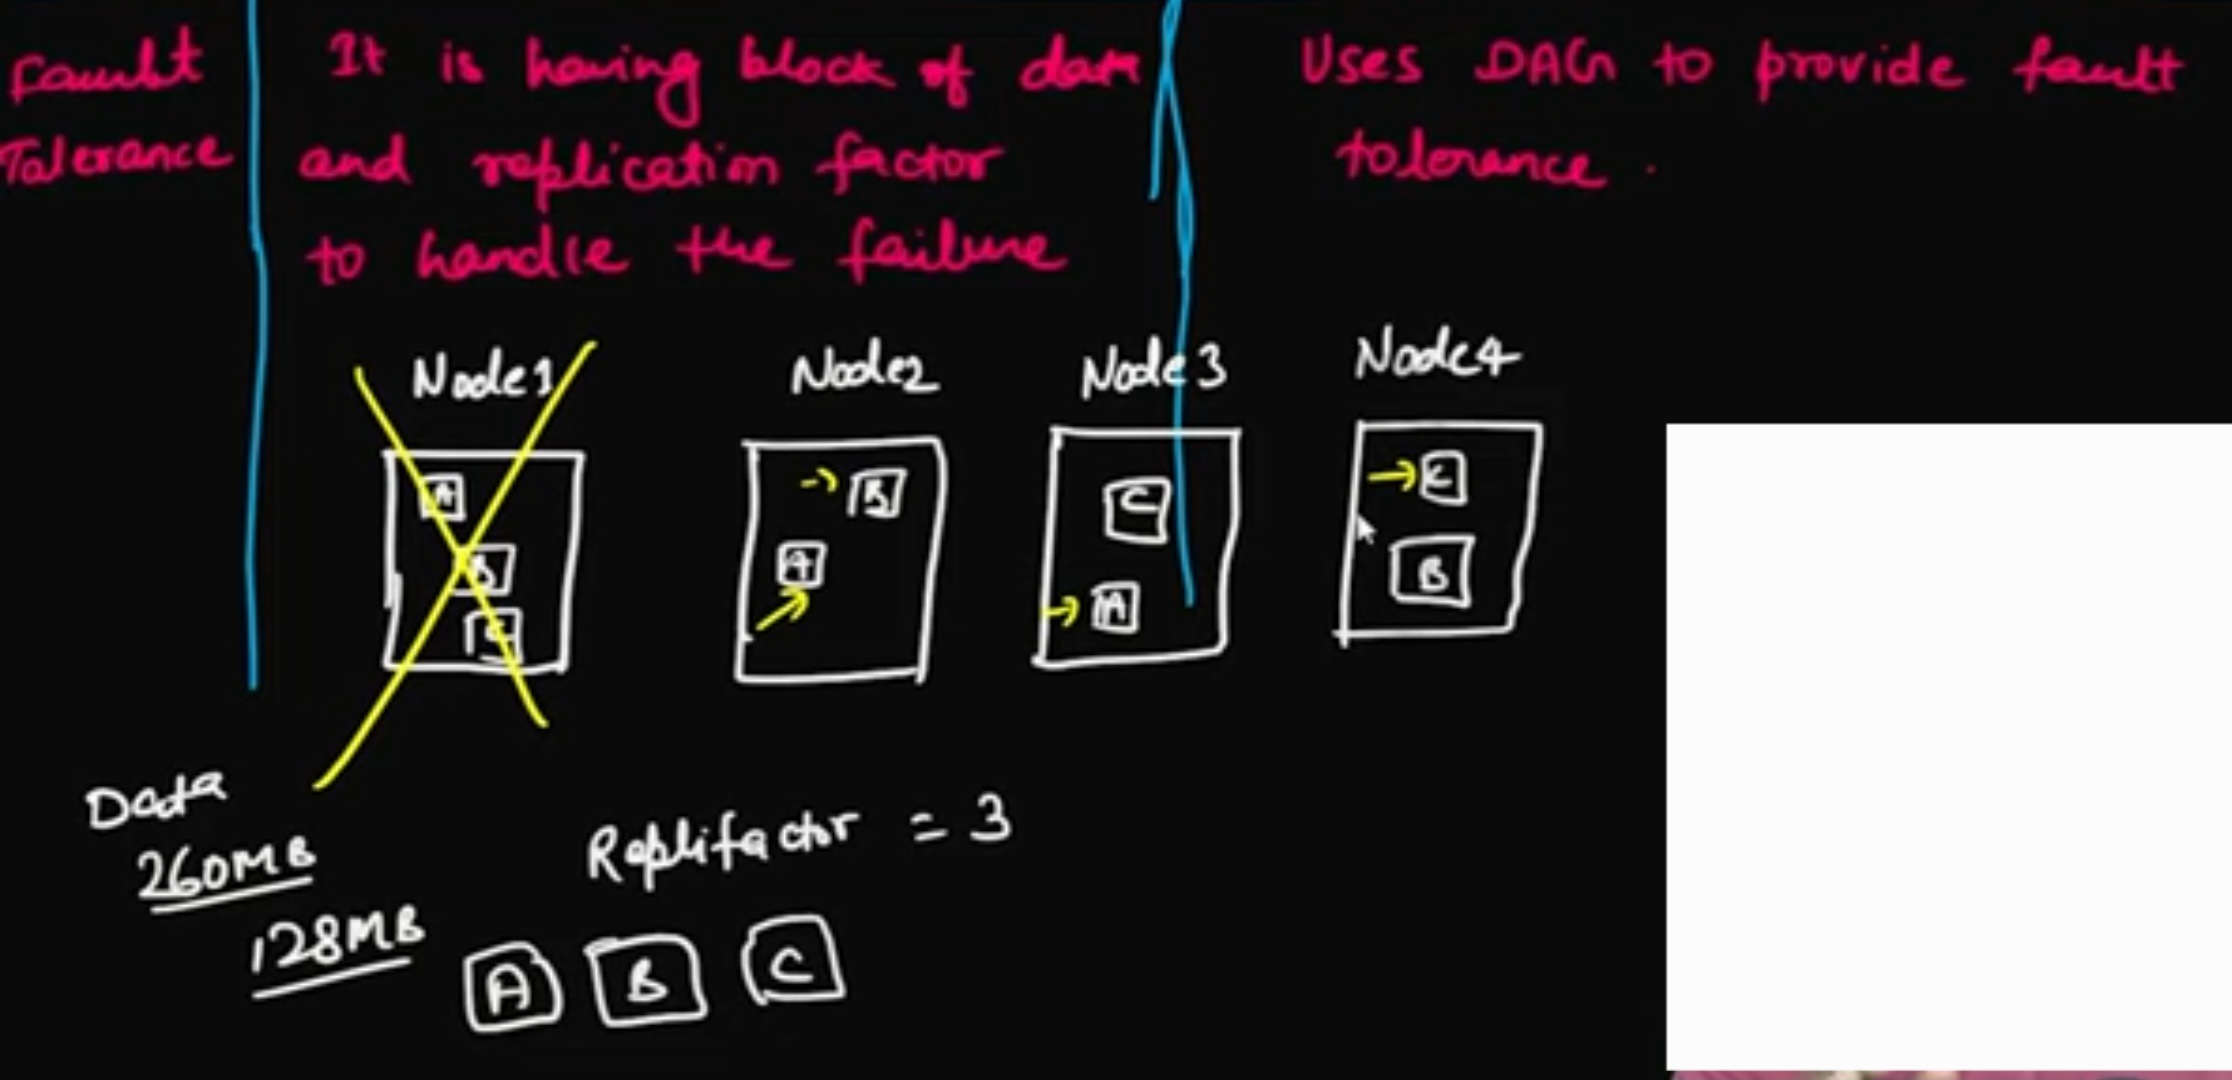 Fault
Tolerance
It is having block of data
and replication factor
to handle the failure
Uses DAG to provide fault
tolerance.
Node1
Node2
Node3
Node4
A
B
C
B
A
C
A
C
B
Data
260MB
128MB
Replifactor = 3
A B C